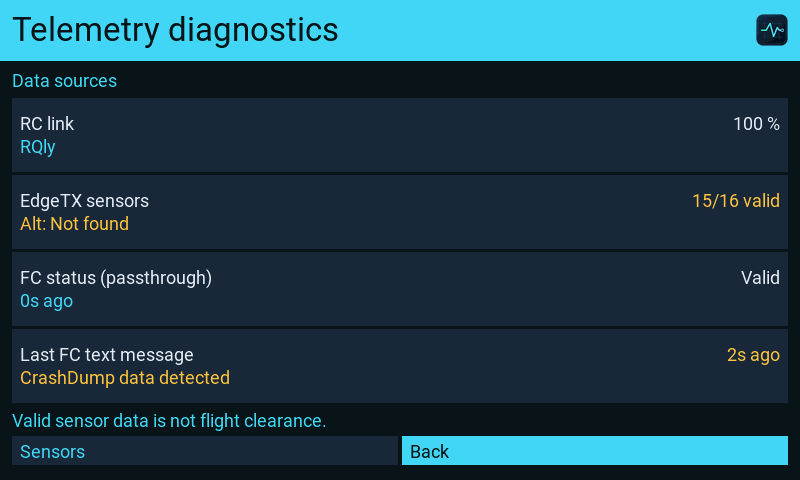 Telemetry diagnostics
Data sources
RC link 100 %
RQly
EdgeTX sensors 15/16 valid
Alt: Not found
FC status (passthrough) Valid
0s ago
Last FC text message 2s ago
CrashDump data detected
Valid sensor data is not flight clearance.
Sensors Back